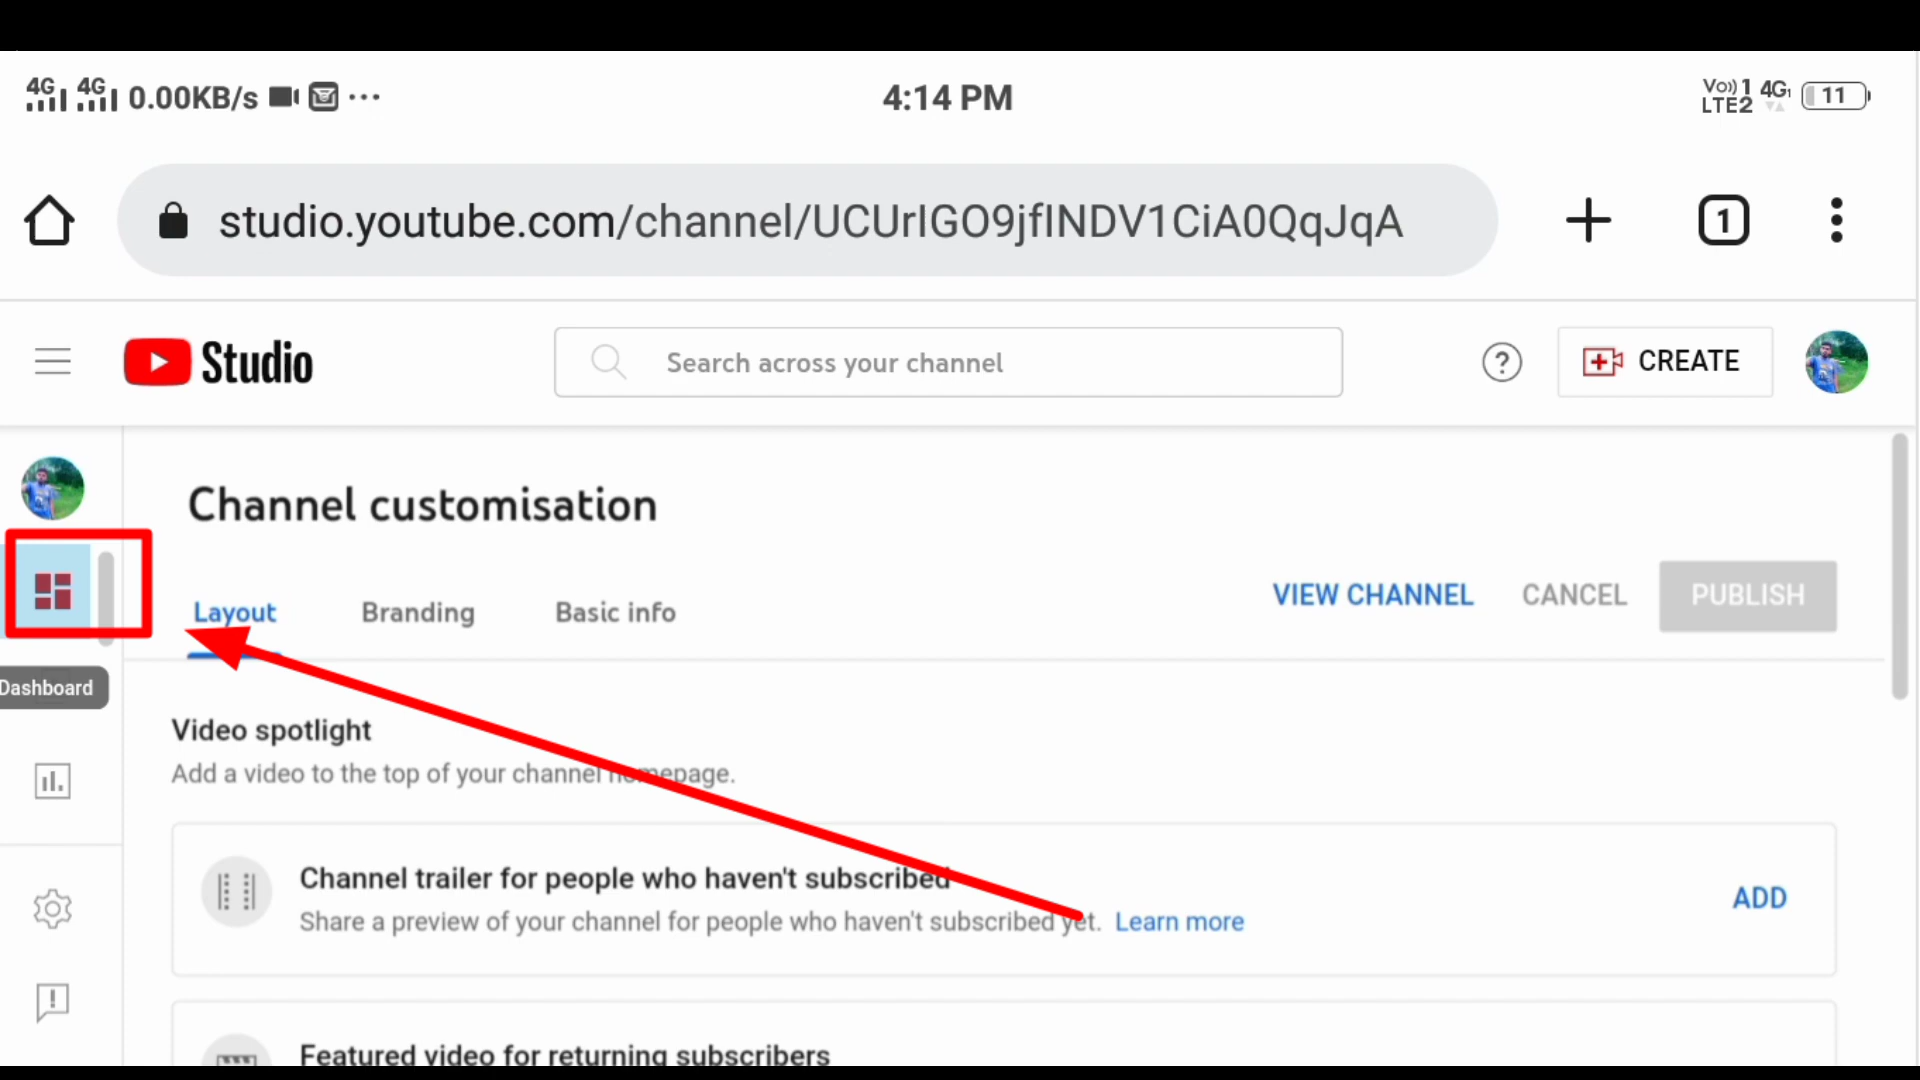 4G 4G 0.00KB/s ... 4:14 PM Vo)) 1 LTE2 4G 11
studio.youtube.com/channel/UCUrIGO9jfINDV1CiA0QqJqA 1
Studio Search across your channel ? CREATE
Channel customisation
Layout Branding Basic info VIEW CHANNEL CANCEL PUBLISH
Dashboard
Video spotlight
Add a video to the top of your channel homepage.
Channel trailer for people who haven't subscribed
Share a preview of your channel for people who haven't subscribed yet. Learn more
ADD
Featured video for returning subscribers